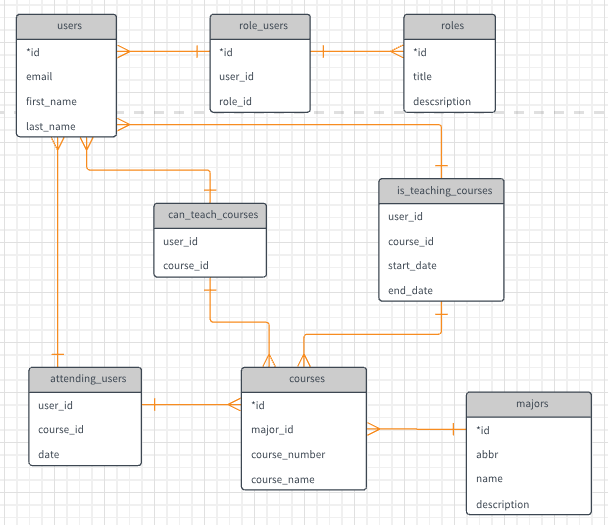 users
*id
email
first_name
last_name
role_users
*id
user_id
role_id
roles
*id
title
descsription
can_teach_courses
user_id
course_id
is_teaching_courses
user_id
course_id
start_date
end_date
attending_users
user_id
course_id
date
courses
*id
major_id
course_number
course_name
majors
*id
abbr
name
description